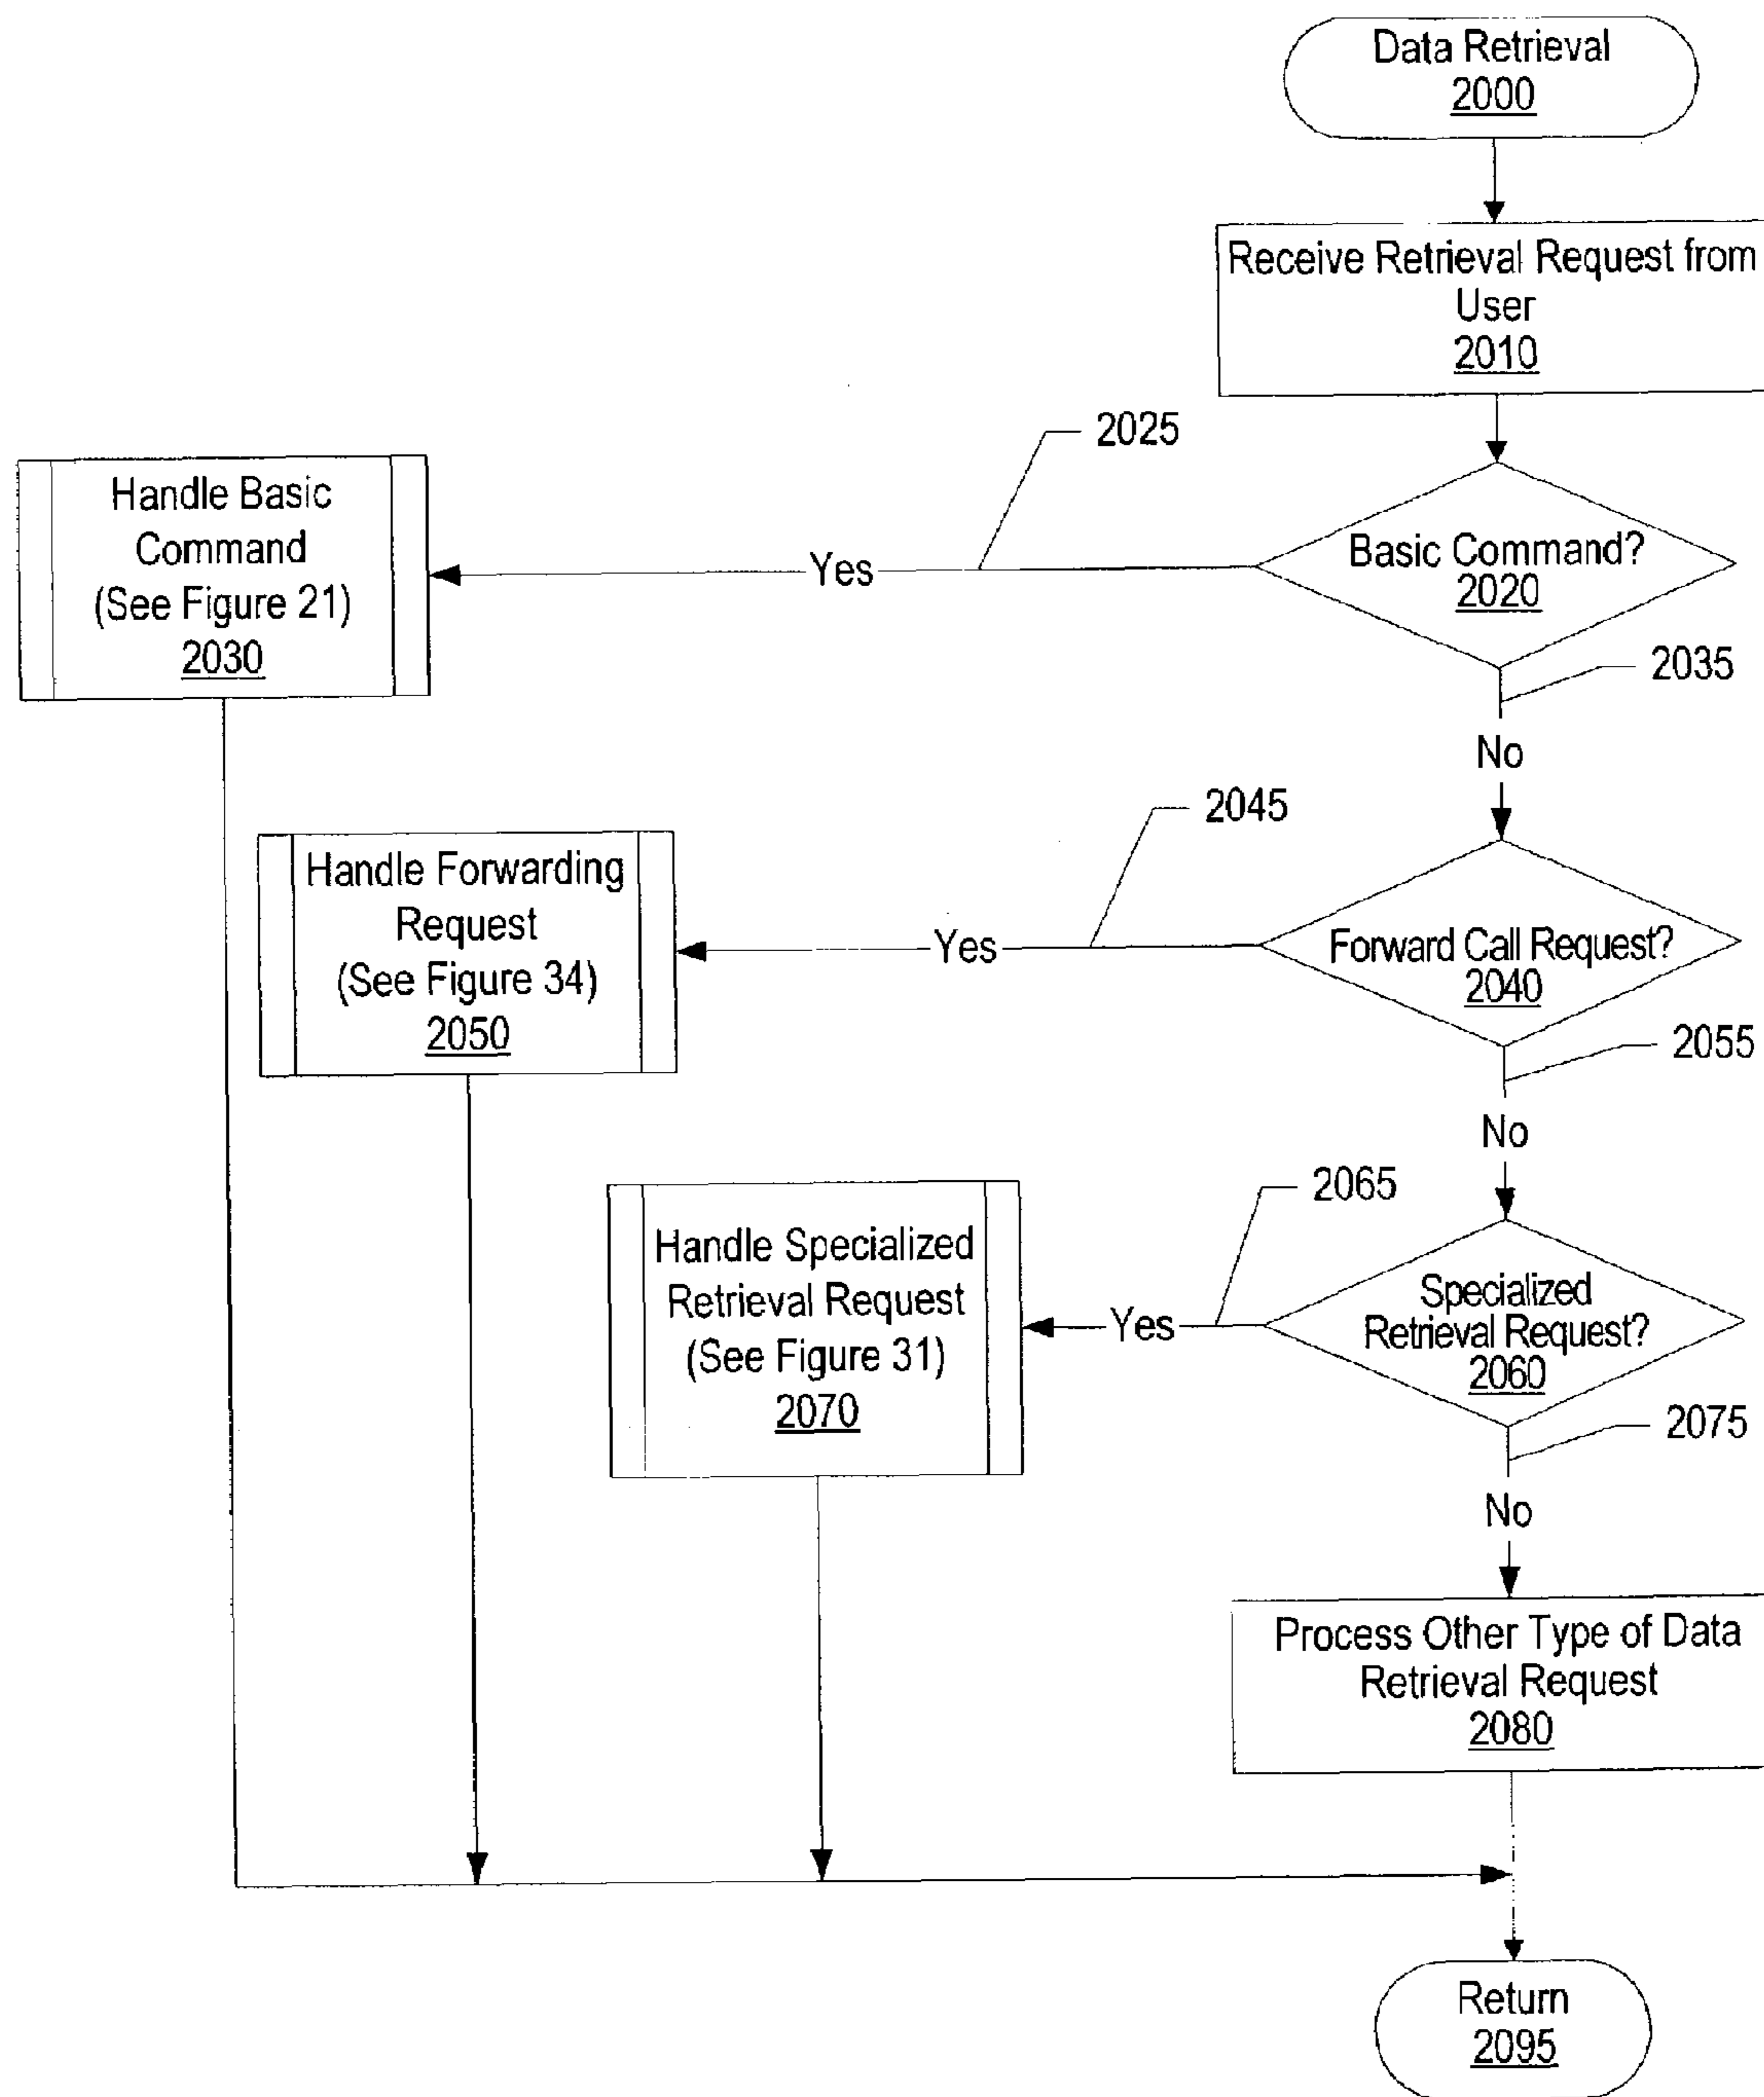 Data Retrieval
2000
Receive Retrieval Request from
User
2010
2025
Handle Basic
Command
(See Figure 21)
2030
Yes
Basic Command?
2020
2035
No
2045
Handle Forwarding
Request
(See Figure 34)
2050
Yes
Forward Call Request?
2040
2055
No
2065
Handle Specialized
Retrieval Request
(See Figure 31)
2070
Yes
Specialized
Retrieval Request?
2060
2075
No
Process Other Type of Data
Retrieval Request
2080
Return
2095